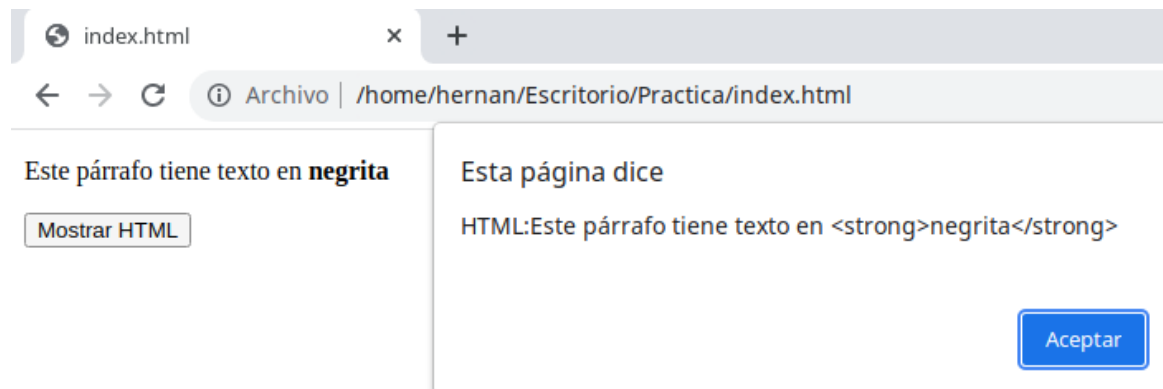 index.html
Archivo | /home/hernan/Escritorio/Practica/index.html
Este párrafo tiene texto en negrita
Mostrar HTML
Esta página dice
HTML:Este párrafo tiene texto en <strong>negrita</strong>
Aceptar